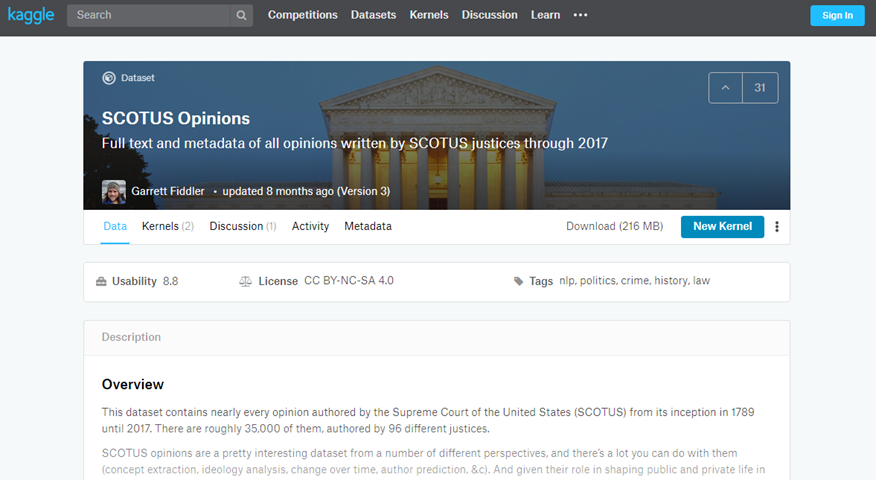 kaggle Search Competitions Datasets Kernels Discussion Learn ••• Sign In
Dataset
31
SCOTUS Opinions
Full text and metadata of all opinions written by SCOTUS justices through 2017
Garrett Fiddler • updated 8 months ago (Version 3)
Data Kernels (2) Discussion (1) Activity Metadata Download (216 MB) New Kernel
Usability 8.8 License CC BY-NC-SA 4.0 Tags nlp, politics, crime, history, law
Description
Overview
This dataset contains nearly every opinion authored by the Supreme Court of the United States (SCOTUS) from its inception in 1789
until 2017. There are roughly 35,000 of them, authored by 96 different justices.
SCOTUS opinions are a pretty interesting dataset from a number of different perspectives, and there's a lot you can do with them
(concept extraction, ideology analysis, change over time, author prediction, &c). And given their role in shaping public and private life in